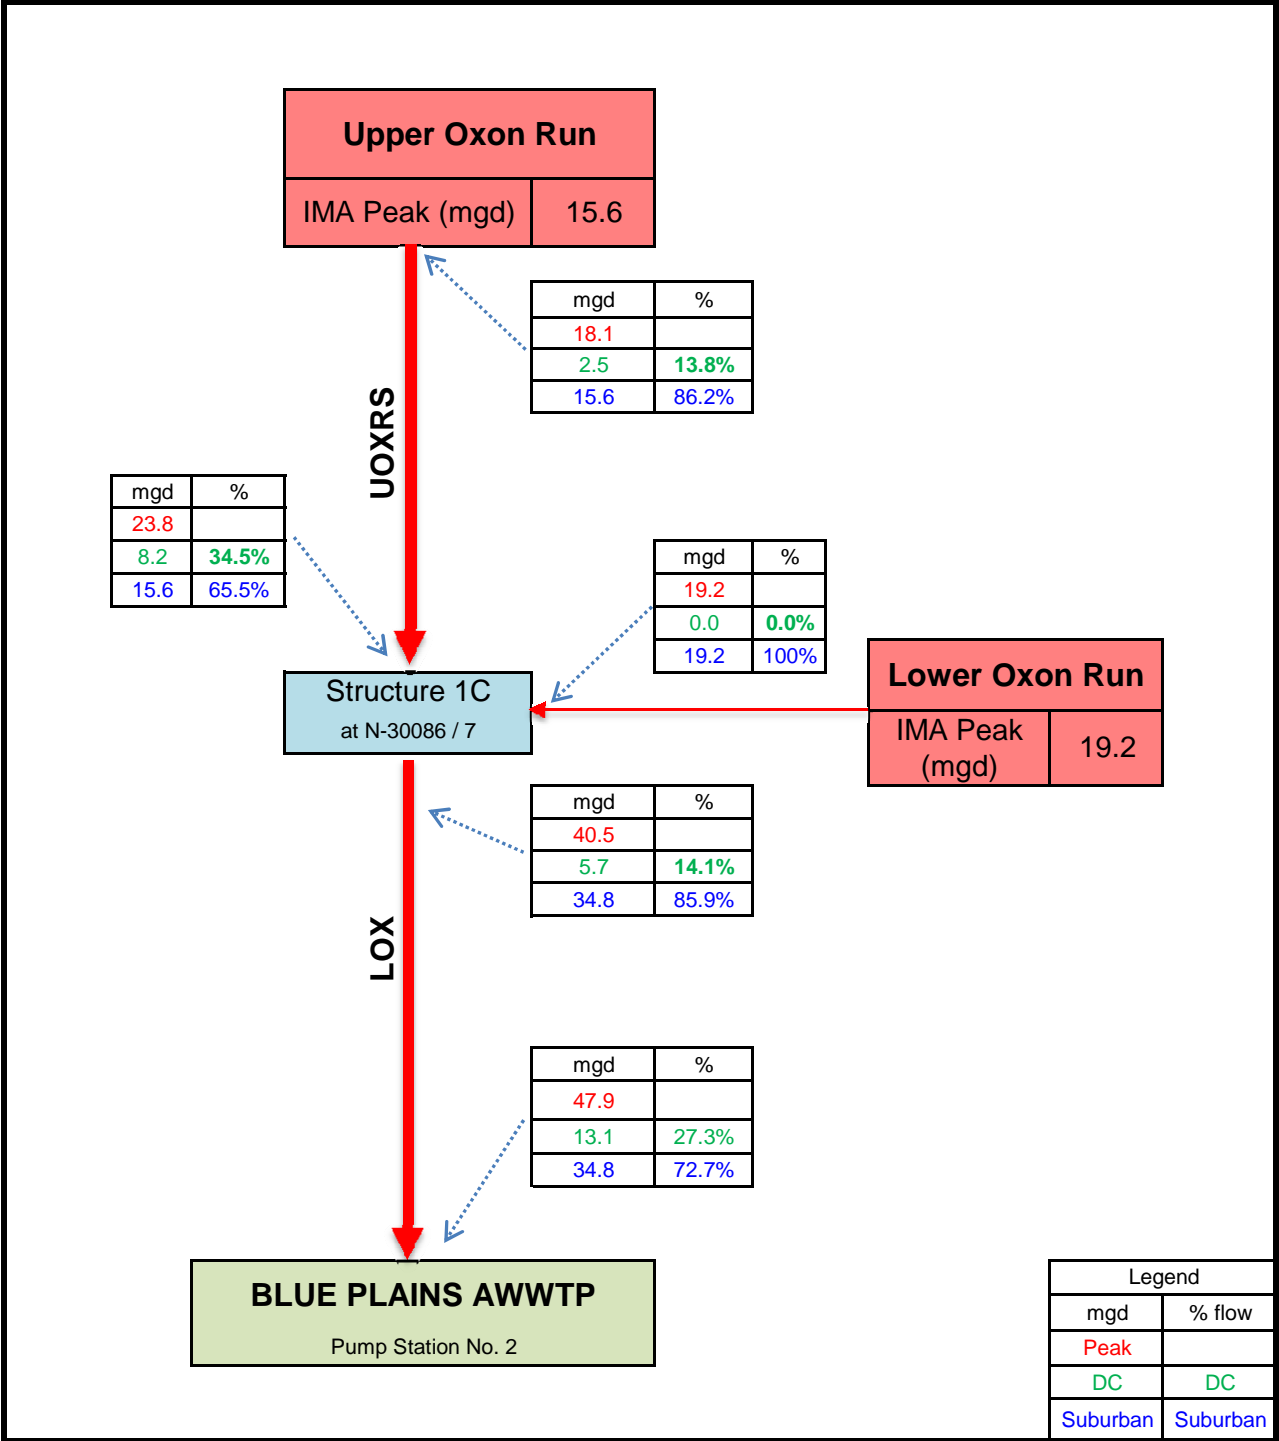 Upper Oxon Run
IMA Peak (mgd) 15.6
mgd %
18.1
2.5 13.8%
15.6 86.2%
UOXRS
mgd %
23.8
8.2 34.5%
15.6 65.5%
mgd %
19.2
0.0 0.0%
19.2 100%
Lower Oxon Run
IMA Peak
(mgd)
19.2
Structure 1C
at N-30086 / 7
mgd %
40.5
5.7 14.1%
34.8 85.9%
LOX
mgd %
47.9
13.1 27.3%
34.8 72.7%
BLUE PLAINS AWWTP
Pump Station No. 2
Legend
mgd % flow
Peak
DC DC
Suburban Suburban